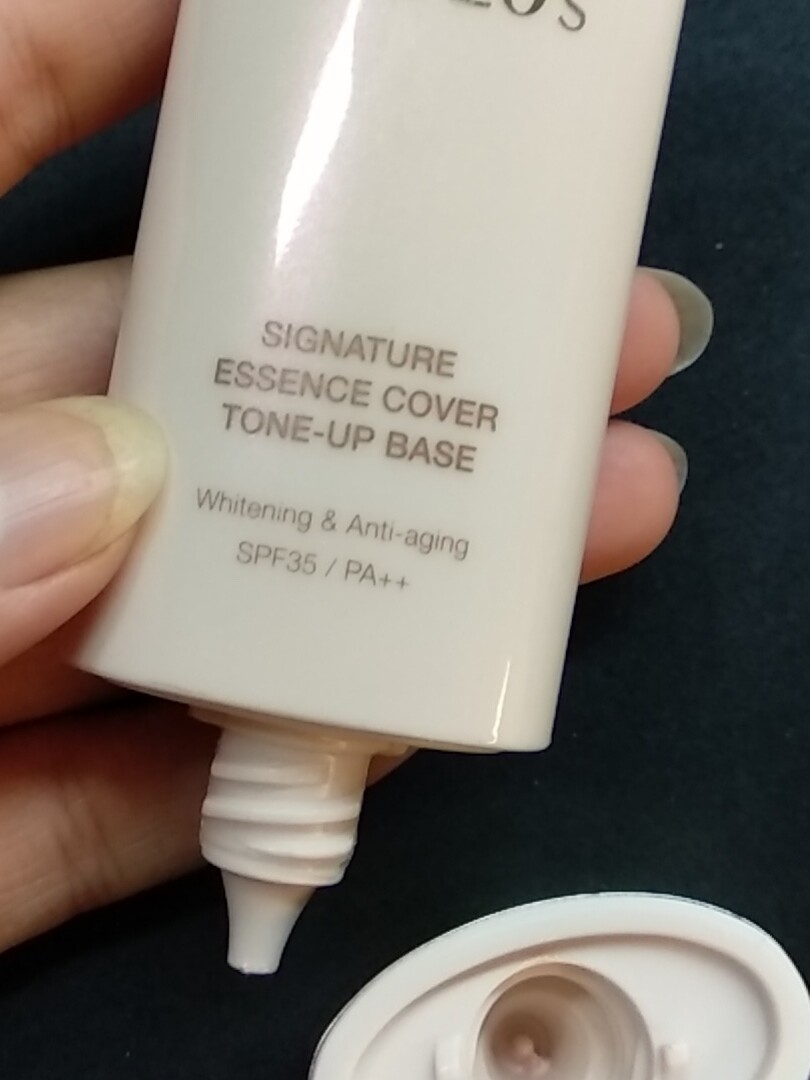 SIGNATURE
ESSENCE COVER
TONE-UP BASE
Whitening & Anti-aging
SPF35 / PA++